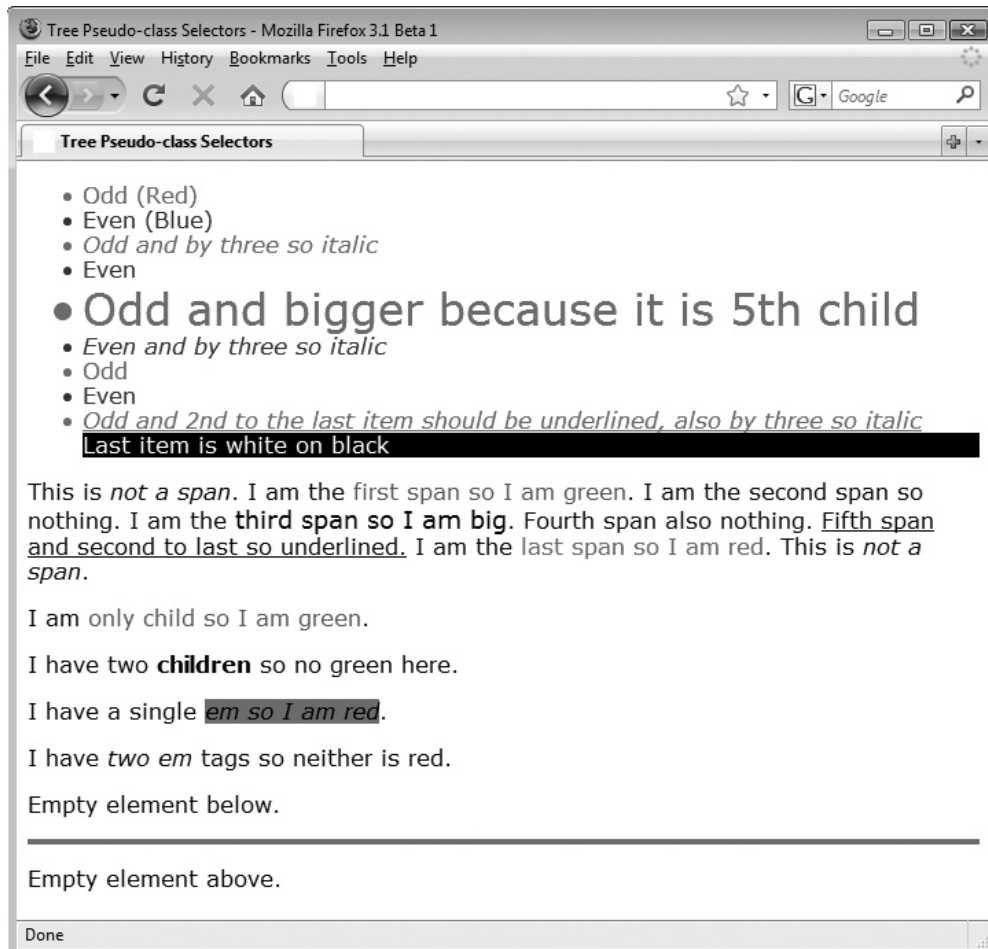 Tree Pseudo-class Selectors - Mozilla Firefox 3.1 Beta 1
File Edit View History Bookmarks Tools Help
G Google
Tree Pseudo-class Selectors
Odd (Red)
Even (Blue)
Odd and by three so italic
Even
Odd and bigger because it is 5th child
Even and by three so italic
Odd
Even
Odd and 2nd to the last item should be underlined, also by three so italic
Last item is white on black
This is not a span. I am the first span so I am green. I am the second span so
nothing. I am the third span so I am big. Fourth span also nothing. Fifth span
and second to last so underlined. I am the last span so I am red. This is not a
span.
I am only child so I am green.
I have two children so no green here.
I have a single em so I am red.
I have two em tags so neither is red.
Empty element below.
Empty element above.
Done